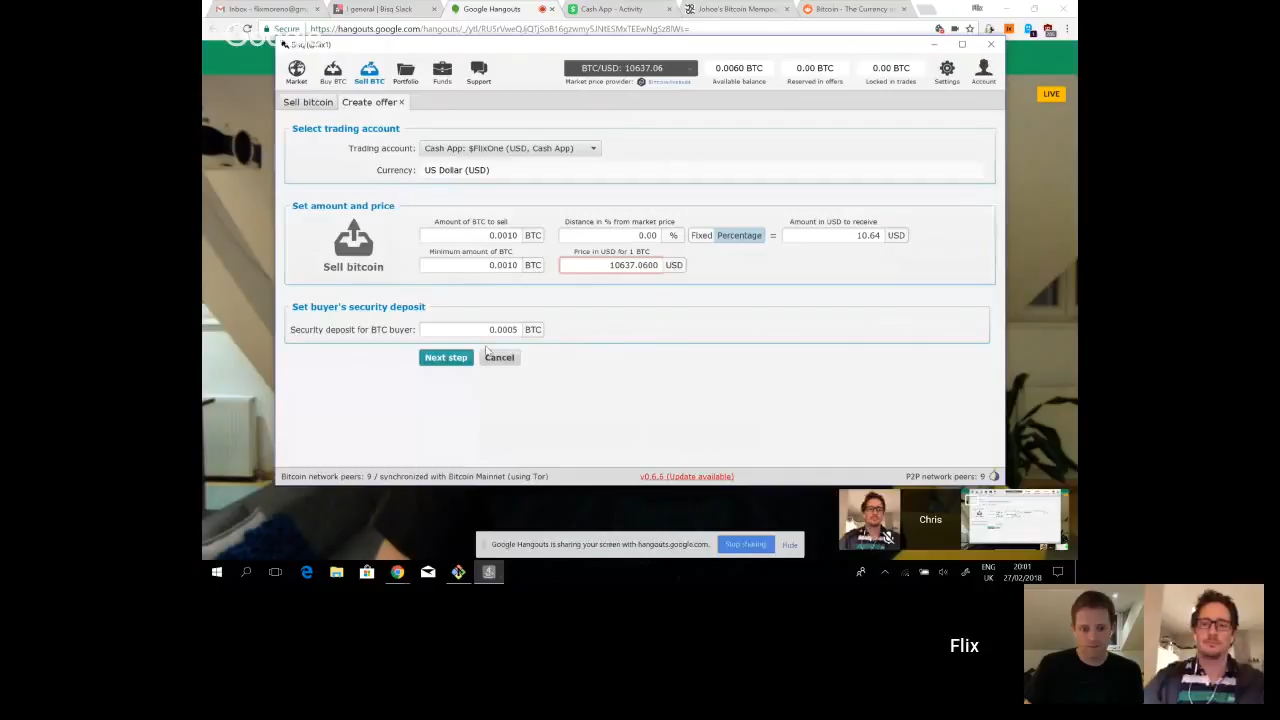 Flix
Inbox - flixmoreno@gm
general | Bisq Slack
Google Hangouts
Cash App - Activity
Johoe's Bitcoin Mempou
Bitcoin - The Currency o
BTC/USD: 10637.06
0.0060 BTC
0.00 BTC
0.00 BTC
Market
Buy BTC
Sell BTC
Portfolio
Funds
Support
Market price provider:
Available balance
Reserved in offers
Locked in trades
Settings
Account
LIVE
Sell bitcoin
Create offer×
Select trading account
Trading account:
Cash App: $FlixOne (USD, Cash App)
Currency:
US Dollar (USD)
Set amount and price
Amount of BTC to sell
Distance in % from market price
Amount in USD to receive
0.0010 BTC
0.00 %
Fixed Percentage
=
10.64 USD
Minimum amount of BTC
Price in USD for 1 BTC
Sell bitcoin
0.0010 BTC
10637.0600 USD
Set buyer's security deposit
Security deposit for BTC buyer:
0.0005 BTC
Next step
Cancel
Bitcoin network peers: 9 / synchronized with Bitcoin Mainnet (using Tor)
v0.6.6 (Update available)
P2P network peers: 9
Chris
Google Hangouts is sharing your screen with hangouts.google.com.
Stop sharing
Hide
ENG
UK
20:01
27/02/2018
Flix